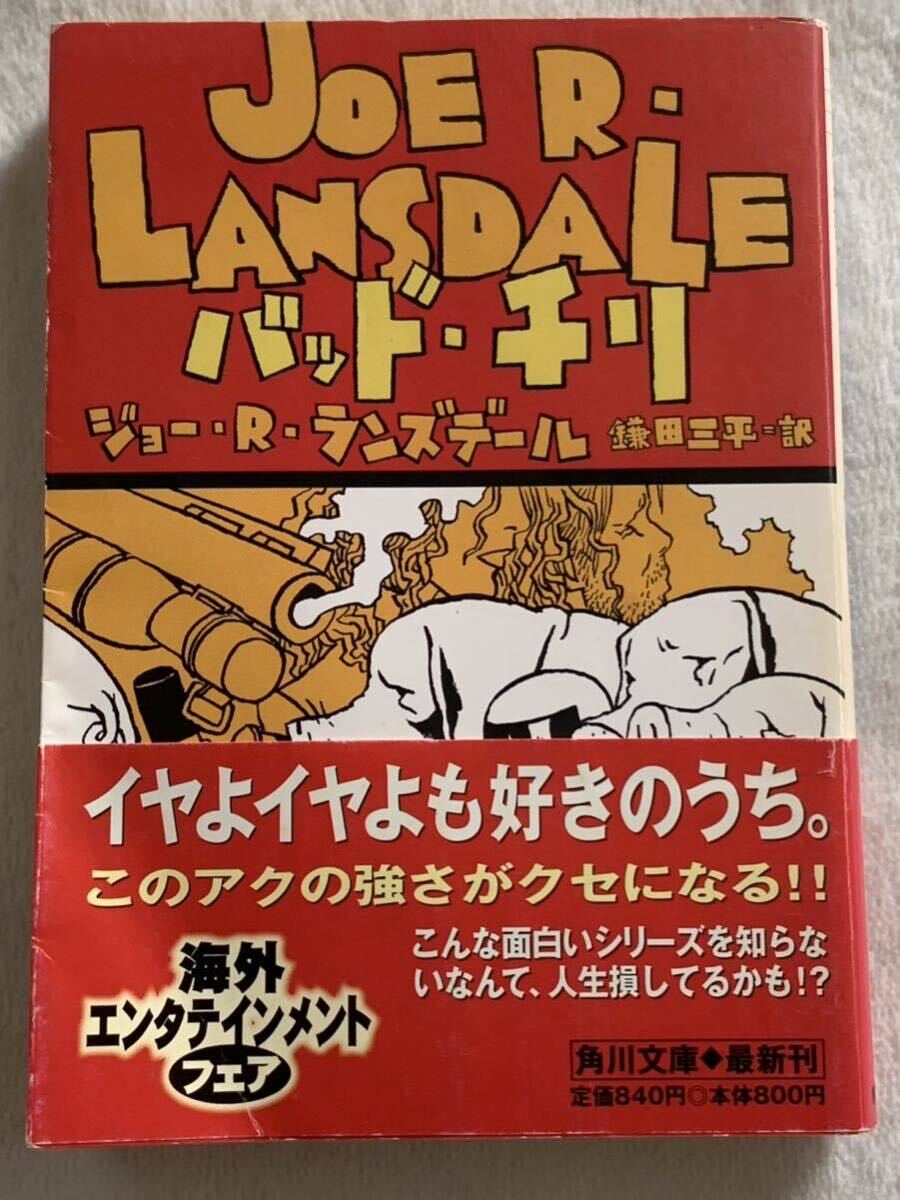 JOE R.
LANSDALE
バッド・チリ
ジョー・R・ランズデール 鎌田三平=訳
イヤよイヤよも好きのうち。
このアクの強さがクセになる!!
海外
エンタテインメント
フェア
こんな面白いシリーズを知らな
いなんて、人生損してるかも!?
角川文庫◆最新刊
定価840円◎本体800円